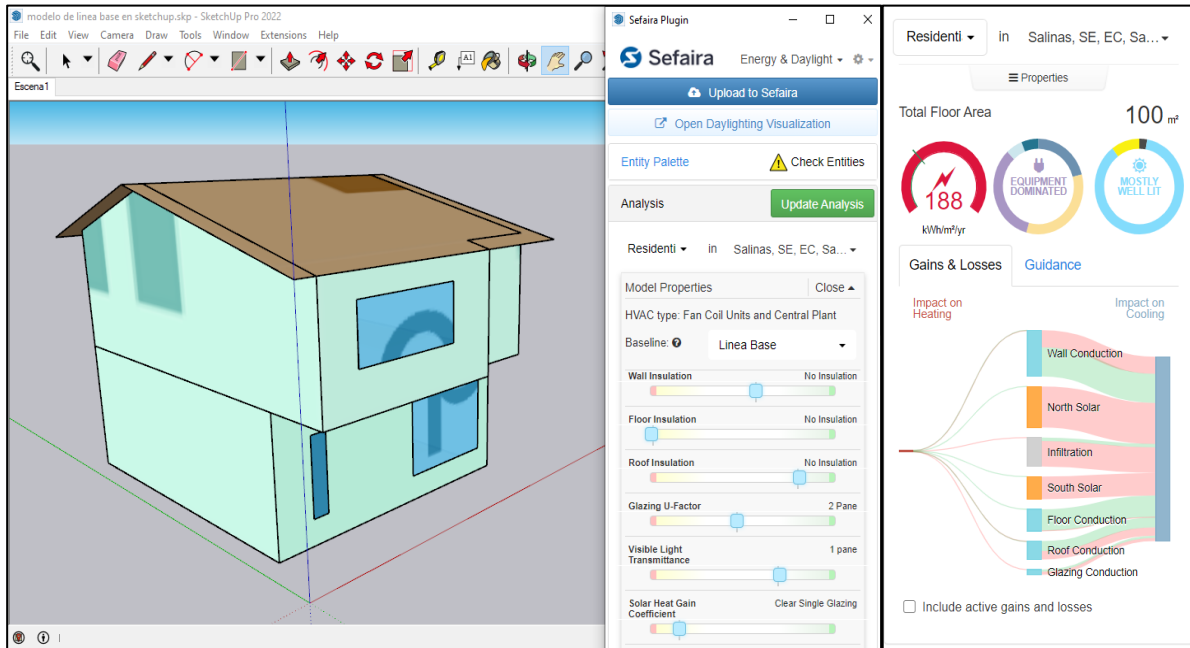 modelo de linea base en sketchup.skp - SketchUp Pro 2022
File Edit View Camera Draw Tools Window Extensions Help
A1
Escena1
Sefaira Plugin
Sefaira
Energy & Daylight
Upload to Sefaira
Open Daylighting Visualization
Entity Palette
Check Entities
Analysis
Update Analysis
Residenti in Salinas, SE, EC, Sa...
Model Properties
Close
HVAC type: Fan Coil Units and Central Plant
Baseline:
Linea Base
Wall Insulation
No Insulation
Floor Insulation
No Insulation
Roof Insulation
No Insulation
Glazing U-Factor
2 Pane
Visible Light
Transmittance
1 pane
Solar Heat Gain
Coefficient
Clear Single Glazing
Residenti in Salinas, SE, EC, Sa...
Properties
Total Floor Area
100 m²
188
kWh/m²/yr
EQUIPMENT
DOMINATED
MOSTLY
WELL LIT
Gains & Losses
Guidance
Impact on
Heating
Impact on
Cooling
Wall Conduction
North Solar
Infiltration
South Solar
Floor Conduction
Roof Conduction
Glazing Conduction
Include active gains and losses